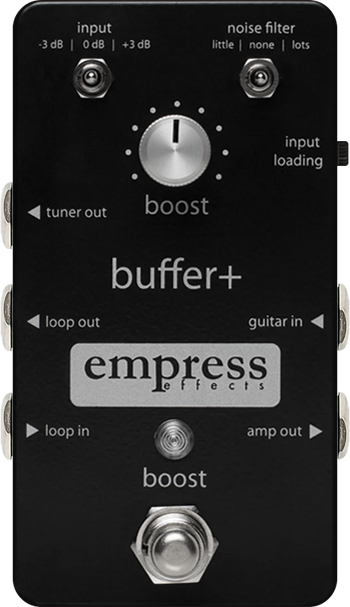 input
-3 dB | 0 dB | +3 dB
noise filter
little | none | lots
input
loading
boost
tuner out
buffer+
loop out
guitar in
empress
effects
loop in
amp out
boost